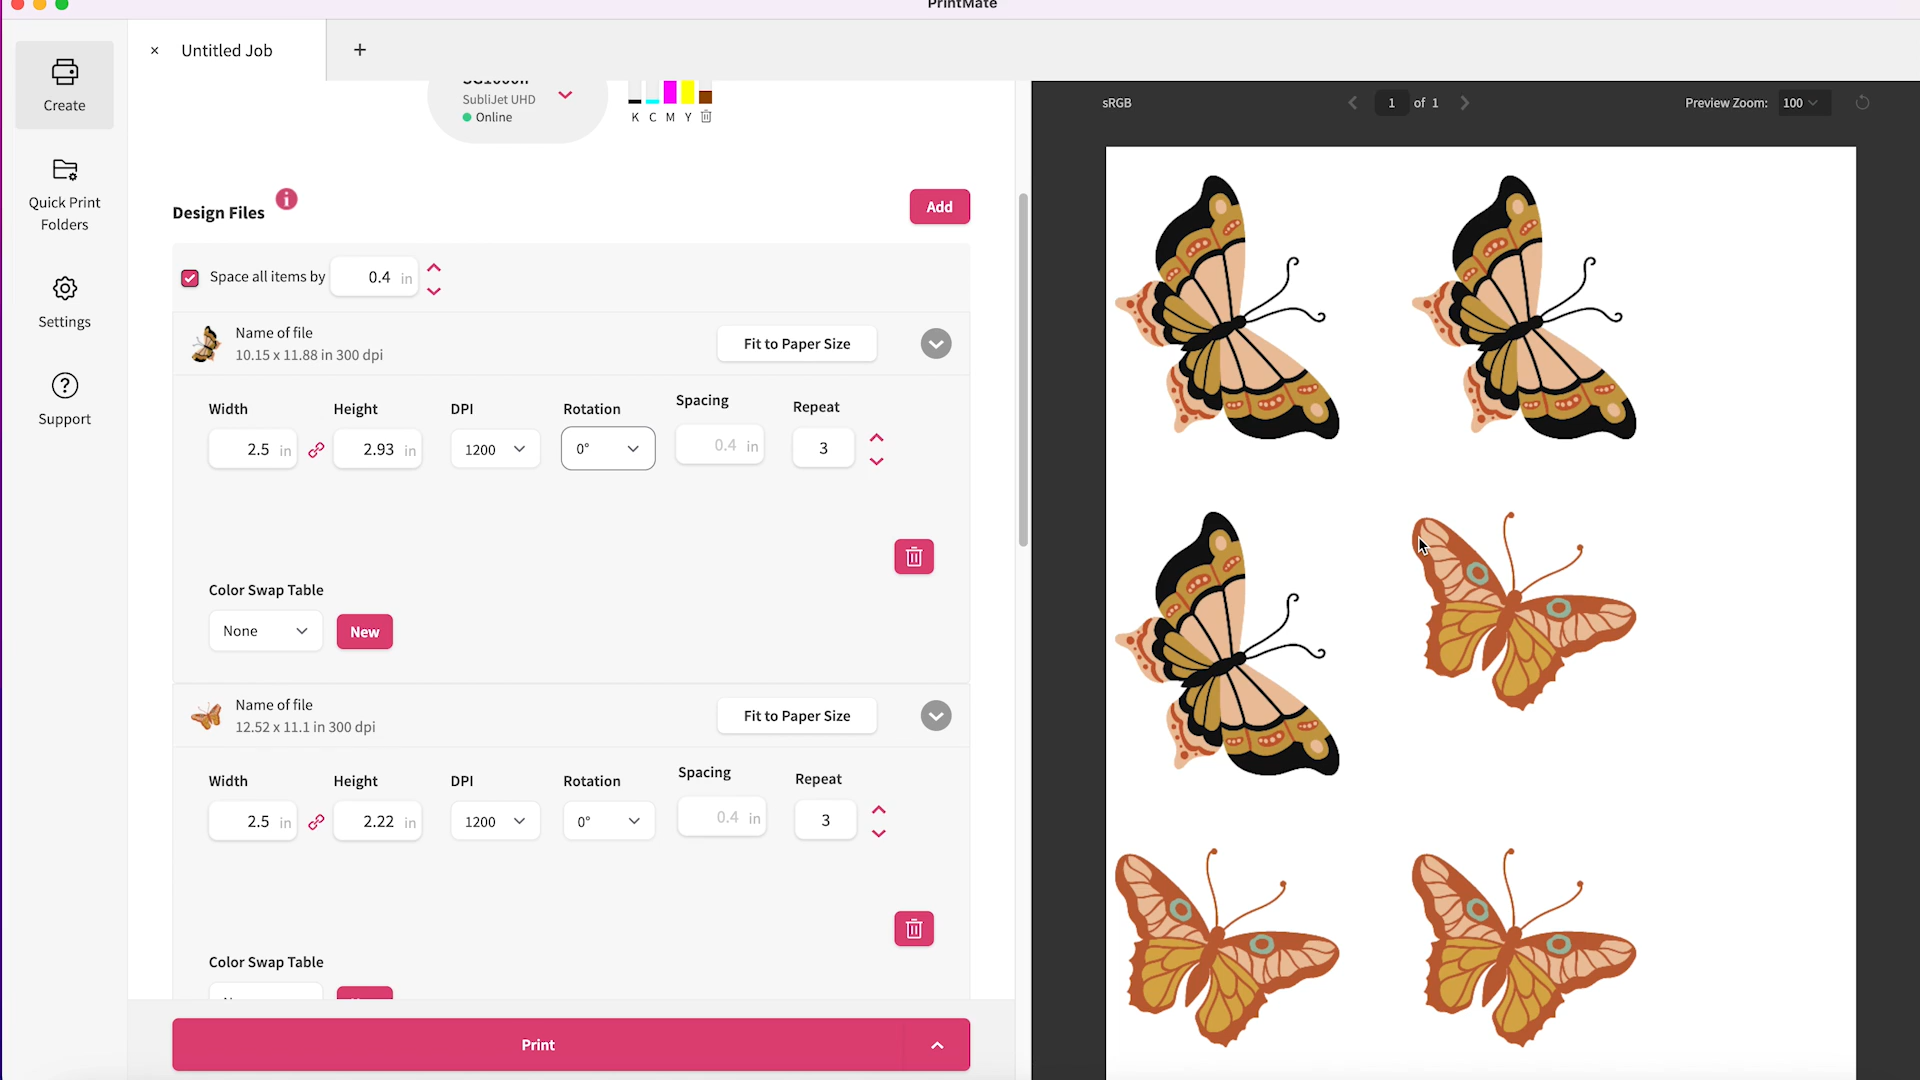 PrintMate
× Untitled Job +
Create
Quick Print
Folders
Settings
Support
SubliJet UHD
Online
K C M Y
Design Files i
Add
Space all items by 0.4 in
Name of file
10.15 x 11.88 in 300 dpi
Fit to Paper Size
Width Height DPI Rotation Spacing Repeat
2.5 in 2.93 in 1200 0° 0.4 in 3
Color Swap Table
None New
Name of file
12.52 x 11.1 in 300 dpi
Fit to Paper Size
Width Height DPI Rotation Spacing Repeat
2.5 in 2.22 in 1200 0° 0.4 in 3
Color Swap Table
Print
sRGB
1 of 1
Preview Zoom: 100